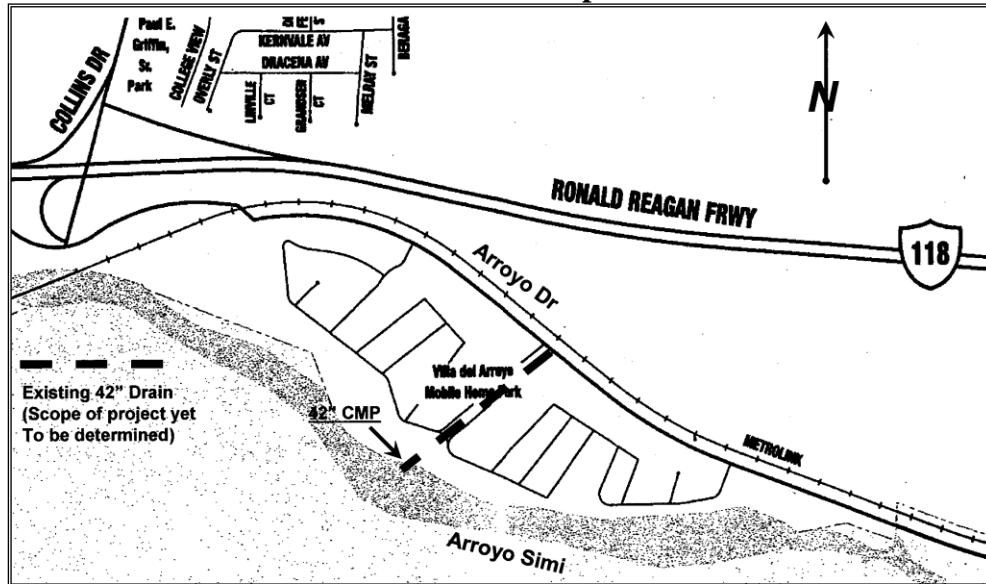 Paul E.
Griffin,
Sr.
Park
COLLINS DR
COLLEGE VIEW
OVERLY ST
KERNVALE AV
DRACENA AV
LINVILLE
CT
GRANDSEN
CT
MELRAY ST
BENAGA
N
RONALD REAGAN FRWY
118
Arroyo Dr
Villa del Arroyo
Mobile Home Park
Existing 42" Drain
(Scope of project yet
To be determined)
42" CMP
METROLINK
Arroyo Simi